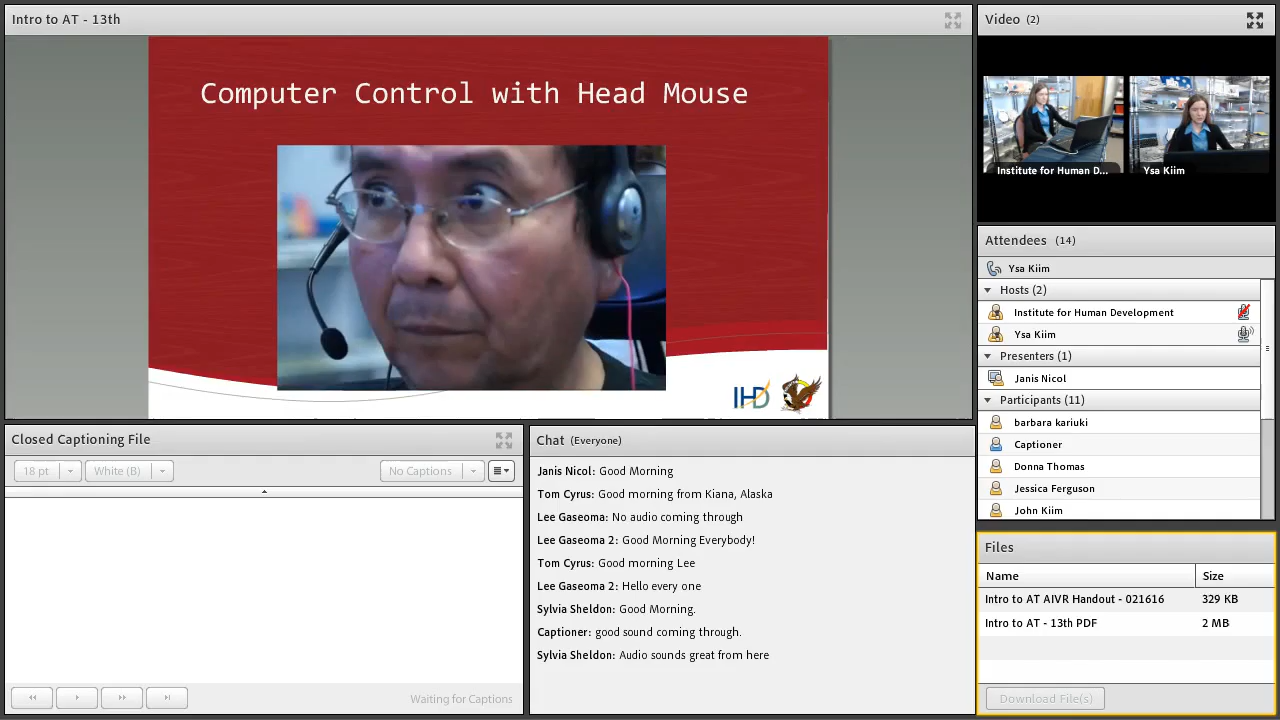 Intro to AT - 13th
Computer Control with Head Mouse
IHD
Video (2)
Institute for Human D...
Ysa Kiim
Attendees (14)
Ysa Kiim
Hosts (2)
Institute for Human Development
Ysa Kiim
Presenters (1)
Janis Nicol
Participants (11)
barbara kariuki
Captioner
Donna Thomas
Jessica Ferguson
John Kiim
Closed Captioning File
18 pt
White (B)
No Captions
Waiting for Captions
Chat (Everyone)
Janis Nicol: Good Morning
Tom Cyrus: Good morning from Kiana, Alaska
Lee Gaseoma: No audio coming through
Lee Gaseoma 2: Good Morning Everybody!
Tom Cyrus: Good morning Lee
Lee Gaseoma 2: Hello every one
Sylvia Sheldon: Good Morning.
Captioner: good sound coming through.
Sylvia Sheldon: Audio sounds great from here
Files
Name Size
Intro to AT AIVR Handout - 021616 329 KB
Intro to AT - 13th PDF 2 MB
Download File(s)